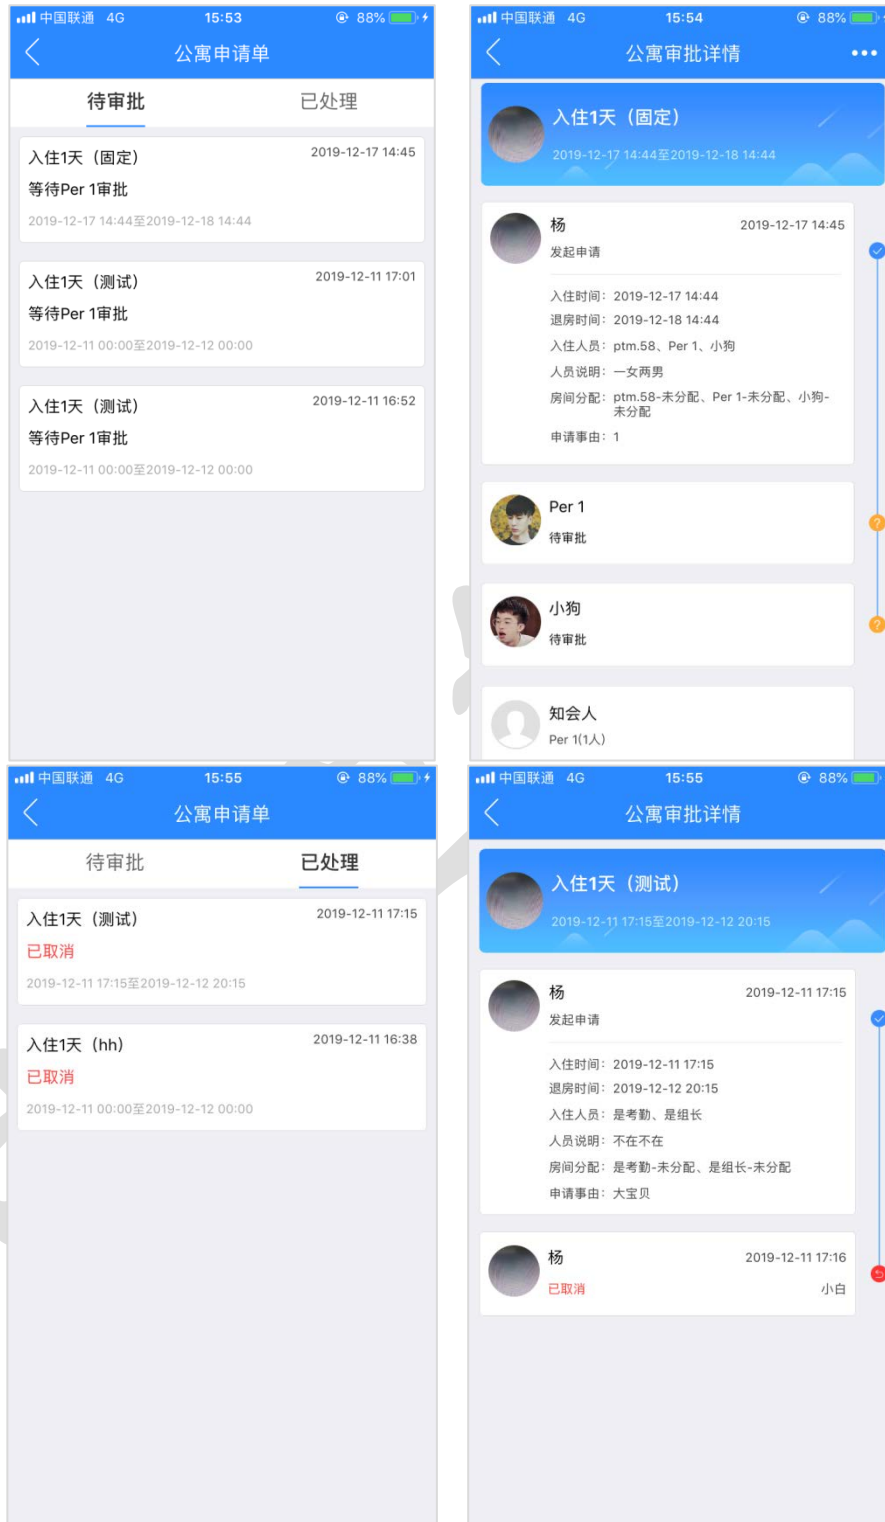 中国联通 4G 15:53 88%
公寓申请单
待审批 已处理
入住1天（固定） 2019-12-17 14:45
等待Per 1审批
2019-12-17 14:44至2019-12-18 14:44
入住1天（测试） 2019-12-11 17:01
等待Per 1审批
2019-12-11 00:00至2019-12-12 00:00
入住1天（测试） 2019-12-11 16:52
等待Per 1审批
2019-12-11 00:00至2019-12-12 00:00
中国联通 4G 15:54 88%
公寓审批详情
入住1天（固定）
2019-12-17 14:44至2019-12-18 14:44
杨 2019-12-17 14:45
发起申请
入住时间：2019-12-17 14:44
退房时间：2019-12-18 14:44
入住人员：ptm.58、Per 1、小狗
人员说明：一女两男
房间分配：ptm.58-未分配、Per 1-未分配、小狗-
未分配
申请事由：1
Per 1
待审批
小狗
待审批
知会人
Per 1(1人)
中国联通 4G 15:55 88%
公寓申请单
待审批 已处理
入住1天（测试） 2019-12-11 17:15
已取消
2019-12-11 17:15至2019-12-12 20:15
入住1天（hh） 2019-12-11 16:38
已取消
2019-12-11 00:00至2019-12-12 00:00
中国联通 4G 15:55 88%
公寓审批详情
入住1天（测试）
2019-12-11 17:15至2019-12-12 20:15
杨 2019-12-11 17:15
发起申请
入住时间：2019-12-11 17:15
退房时间：2019-12-12 20:15
入住人员：是考勤、是组长
人员说明：不在不在
房间分配：是考勤-未分配、是组长-未分配
申请事由：大宝贝
杨 2019-12-11 17:16
已取消 小白